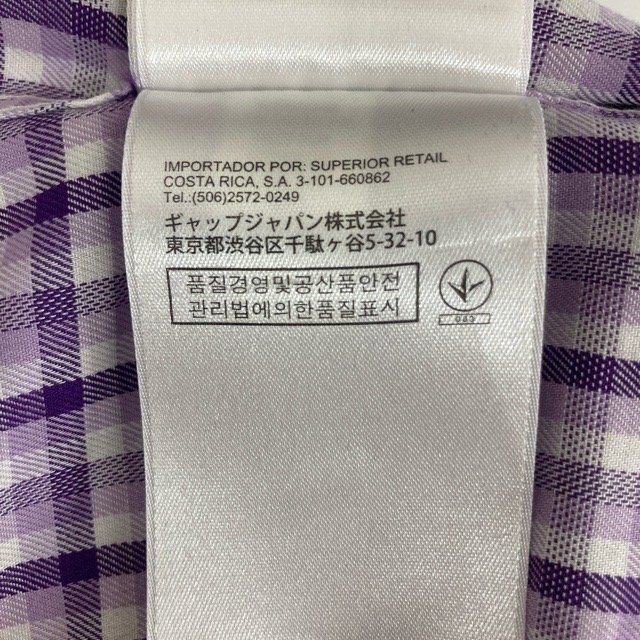 IMPORTADOR POR: SUPERIOR RETAIL
COSTA RICA, S.A. 3-101-660862
Tel.:(506)2572-0249
ギャップジャパン株式会社
東京都渋谷区千駄ヶ谷5-32-10
품질경영및공산품안전
관리법에의한품질표시